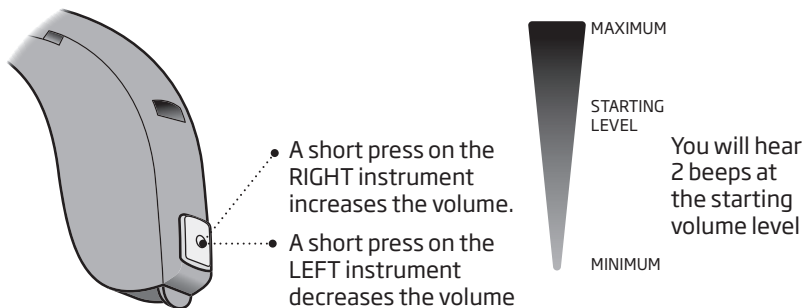 A short press on the
RIGHT instrument
increases the volume.
A short press on the
LEFT instrument
decreases the volume
MAXIMUM
STARTING
LEVEL
MINIMUM
You will hear
2 beeps at
the starting
volume level